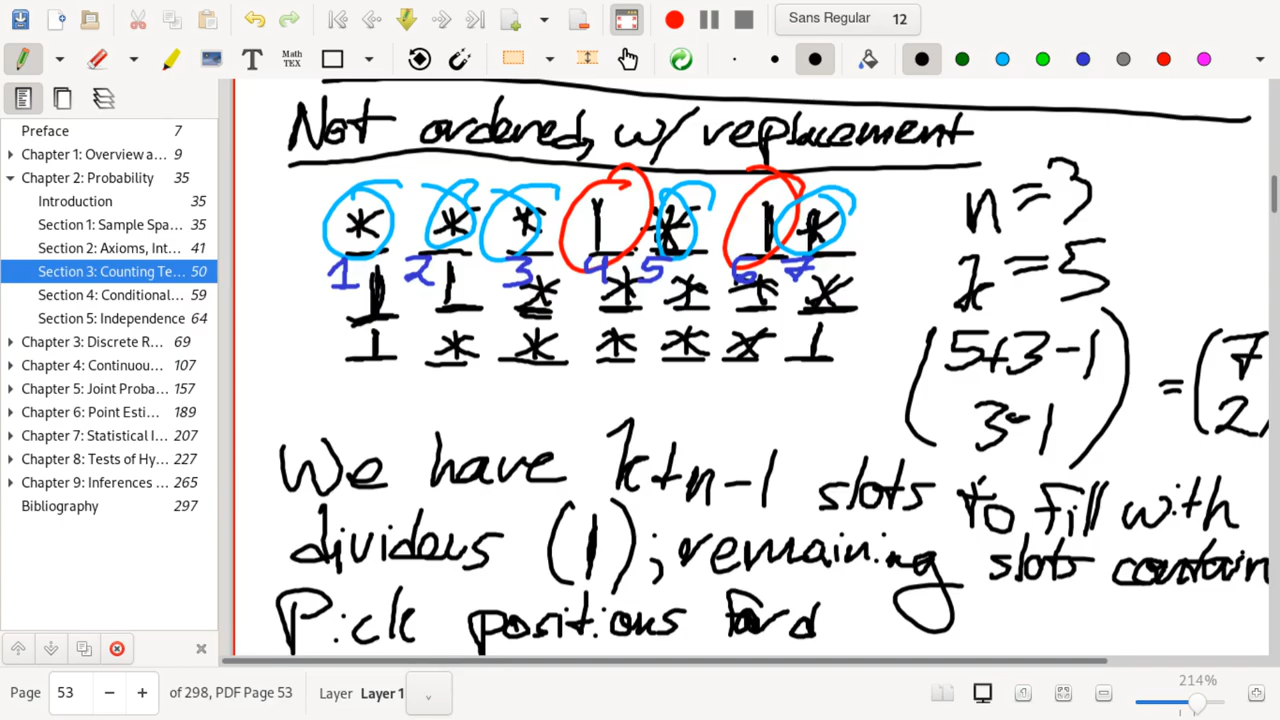 Sans Regular 12
T Math TEX
Preface 7
Chapter 1: Overview a... 9
Chapter 2: Probability 35
Introduction 35
Section 1: Sample Spa... 35
Section 2: Axioms, Int... 41
Section 3: Counting Te... 50
Section 4: Conditional... 59
Section 5: Independence 64
Chapter 3: Discrete R... 69
Chapter 4: Continuou... 107
Chapter 5: Joint Proba... 157
Chapter 6: Point Esti... 189
Chapter 7: Statistical I... 207
Chapter 8: Tests of Hy... 227
Chapter 9: Inferences ... 265
Bibliography 297
Not ordered, w/ replacement
* * * | * | *
1 2 3 4 5 6 7
| | * * * * *
| * * * * * |
n=3
k=5
(5+3-1
3-1) = (7
2)
We have k+n-1 slots to fill with
dividers (|); remaining slots contain
Pick positions for d
Page 53 of 298, PDF Page 53 Layer Layer 1 214%